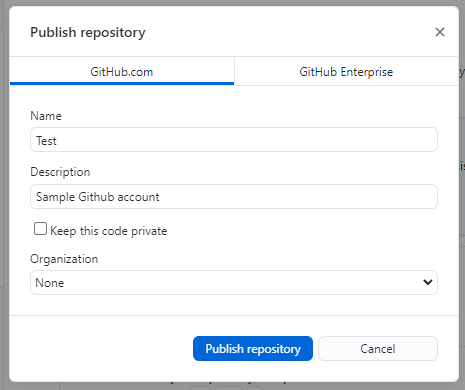 Publish repository
GitHub.com
GitHub Enterprise
Name
Test
Description
Sample Github account
Keep this code private
Organization
None
Publish repository
Cancel